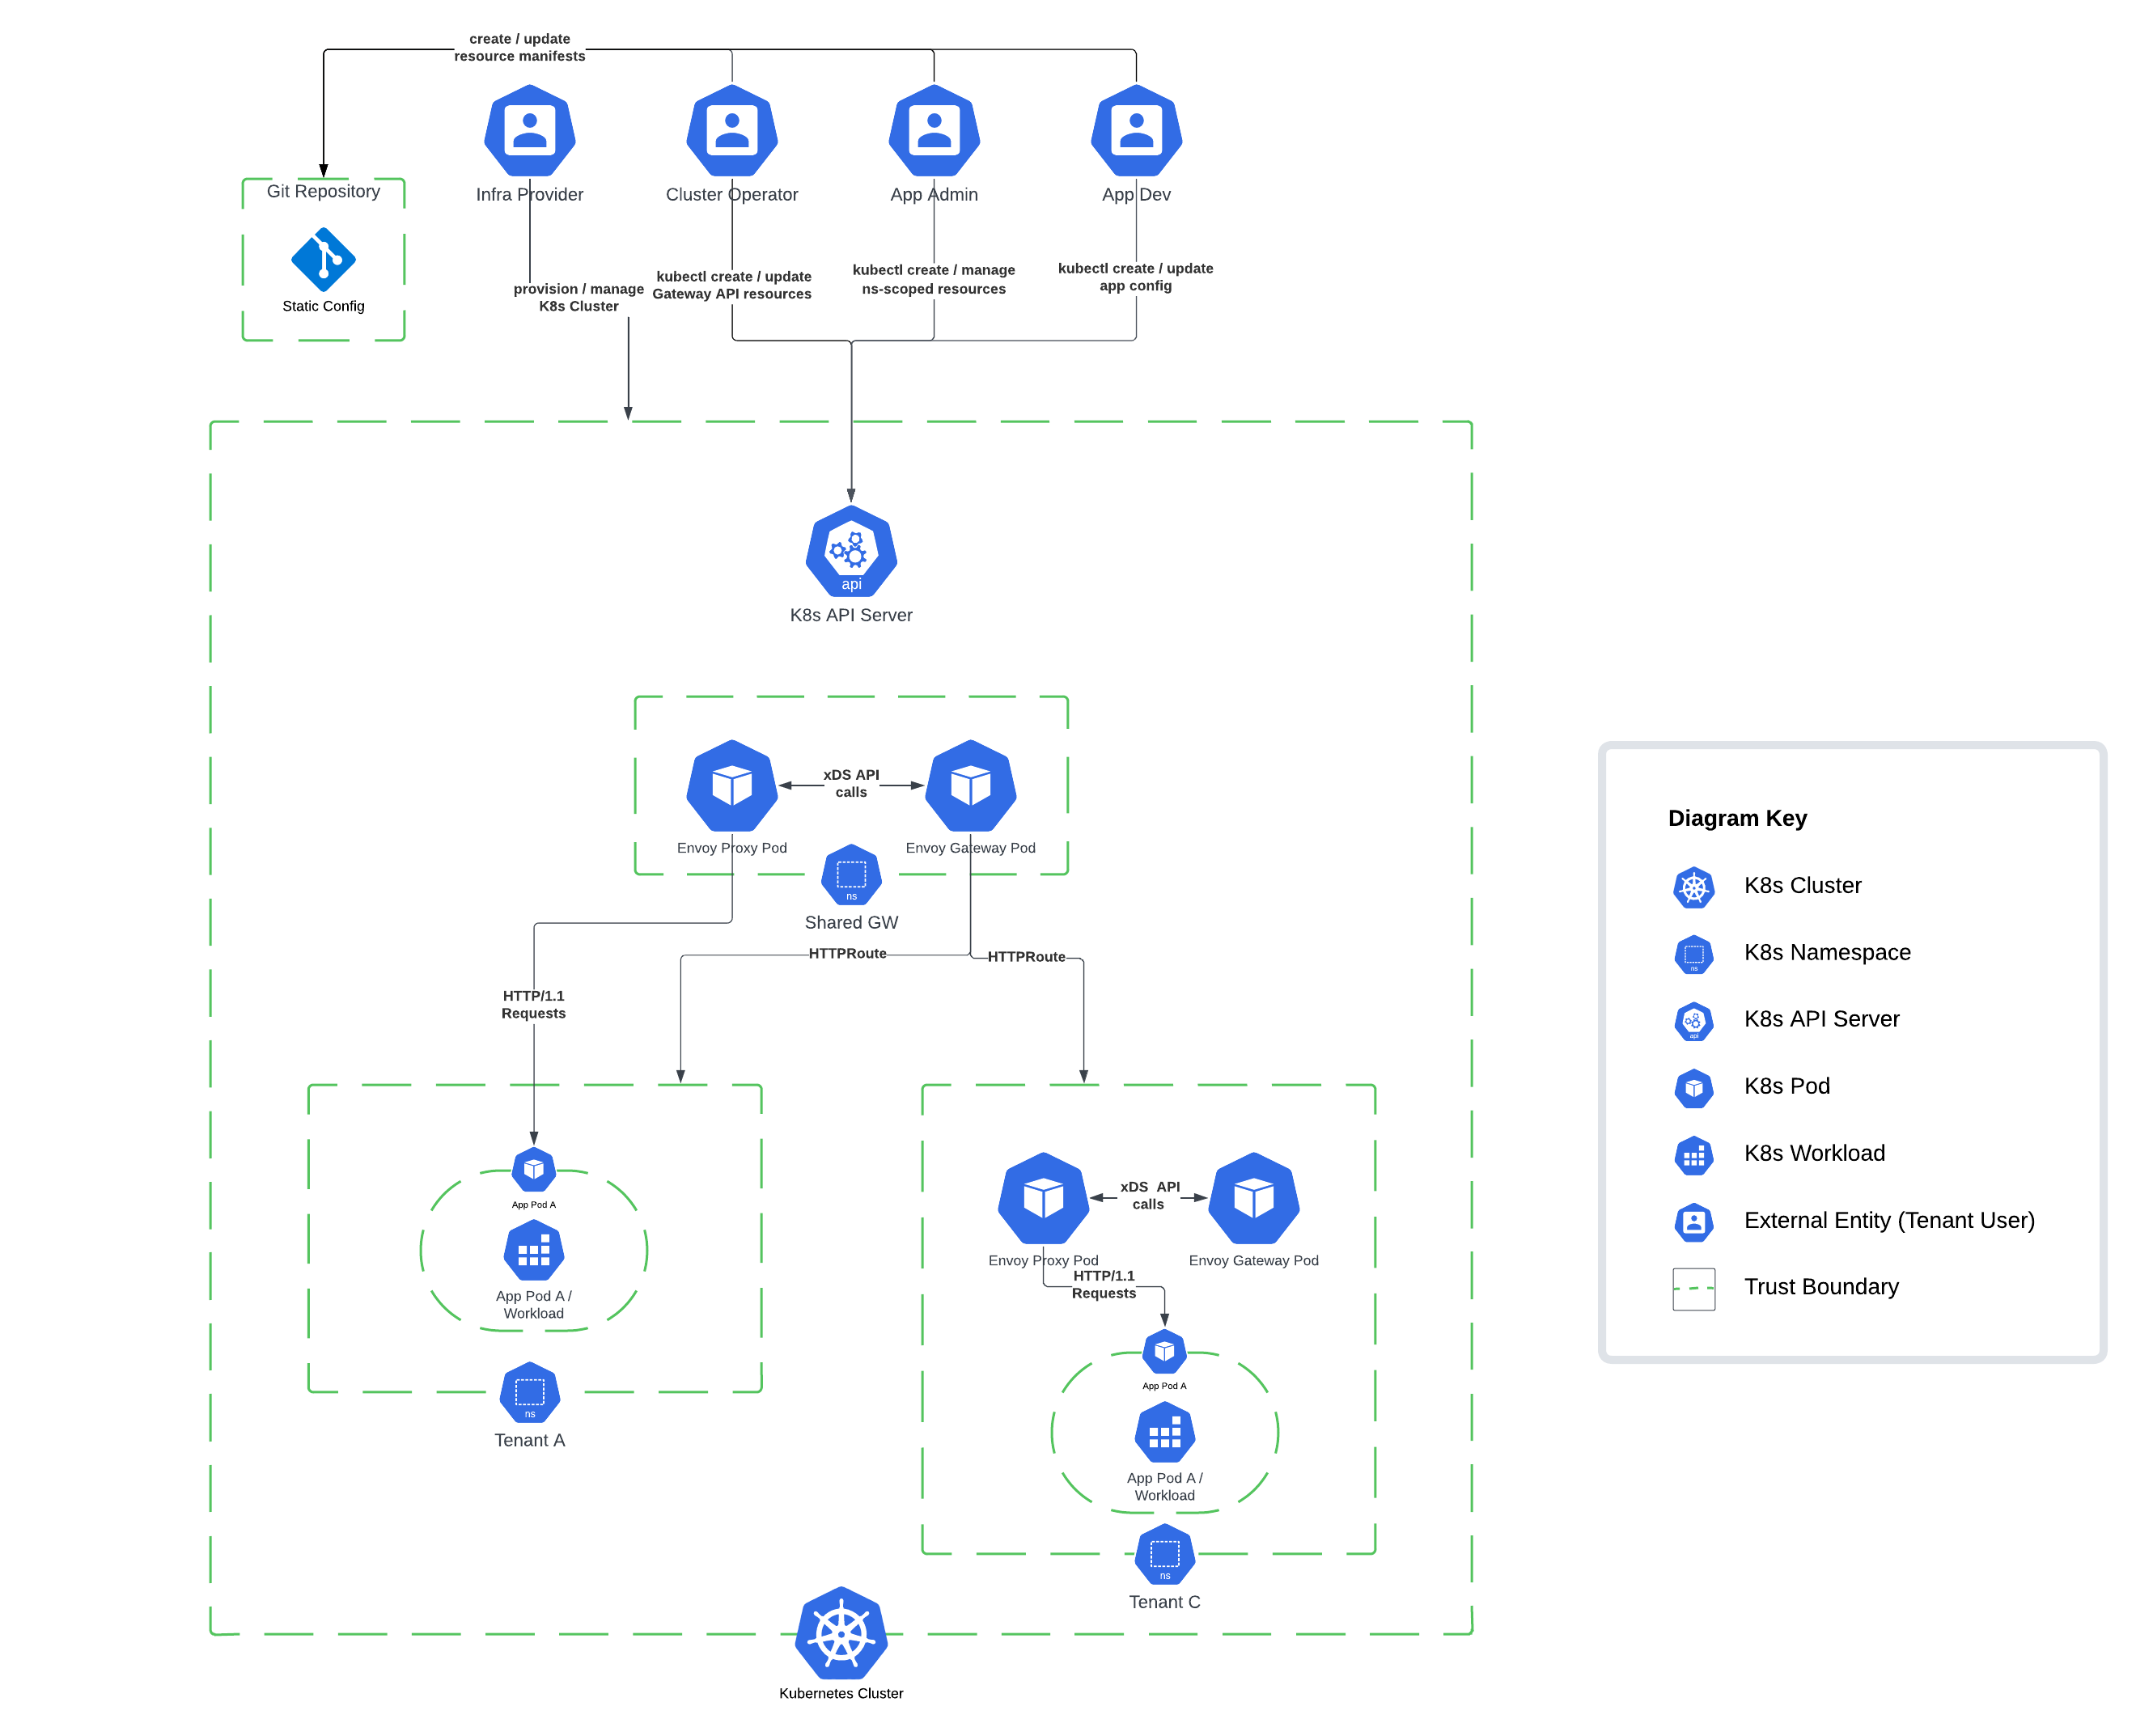 create / update
resource manifests
Git Repository
Static Config
Infra Provider
Cluster Operator
App Admin
App Dev
provision / manage
K8s Cluster
kubectl create / update
Gateway API resources
kubectl create / manage
ns-scoped resources
kubectl create / update
app config
api
K8s API Server
xDS API
calls
Envoy Proxy Pod
Envoy Gateway Pod
ns
Shared GW
HTTPRoute
HTTPRoute
HTTP/1.1
Requests
App Pod A
App Pod A /
Workload
ns
Tenant A
xDS  API
calls
Envoy Proxy Pod
Envoy Gateway Pod
HTTP/1.1
Requests
App Pod A
App Pod A /
Workload
ns
Tenant C
Kubernetes Cluster
Diagram Key
K8s Cluster
ns
K8s Namespace
api
K8s API Server
K8s Pod
K8s Workload
External Entity (Tenant User)
Trust Boundary